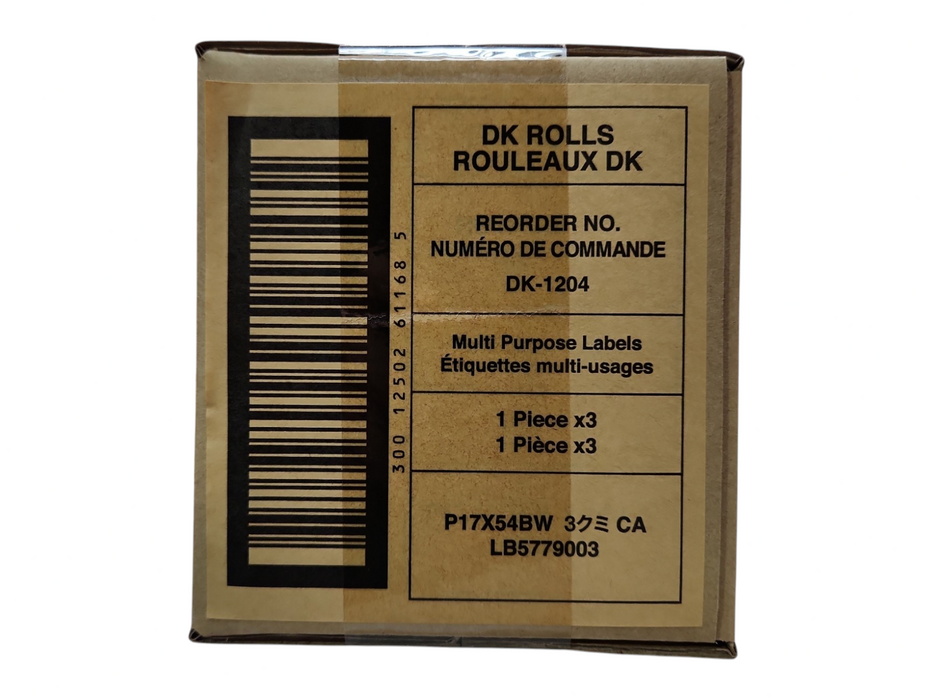 DK ROLLS
ROULEAUX DK
REORDER NO.
NUMÉRO DE COMMANDE
DK-1204
Multi Purpose Labels
Étiquettes multi-usages
1 Piece x3
1 Pièce x3
P17X54BW 3クミ CA
LB5779003
300 12502 61168 5